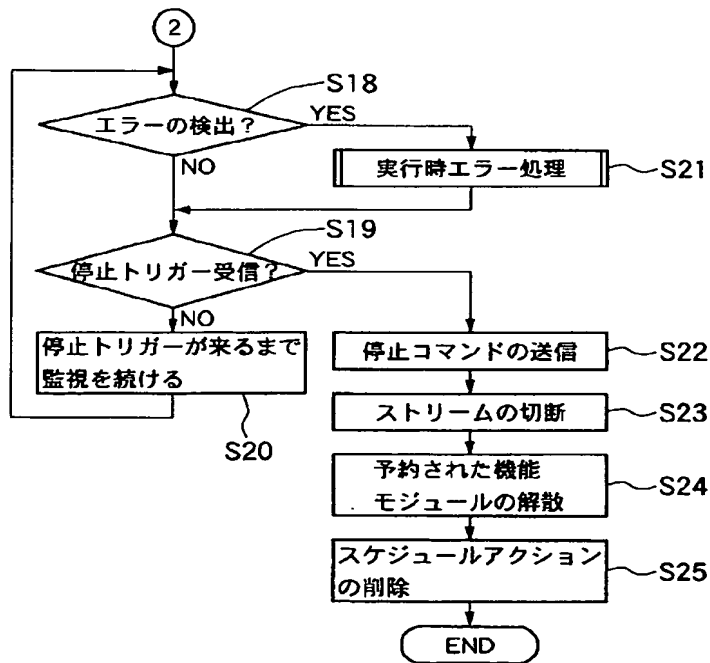 2
S18
エラーの検出?
YES
NO
実行時エラー処理
S21
S19
停止トリガー受信?
YES
NO
停止トリガーが来るまで
監視を続ける
S20
停止コマンドの送信
S22
ストリームの切断
S23
予約された機能
モジュールの解散
S24
スケジュールアクション
の削除
S25
END